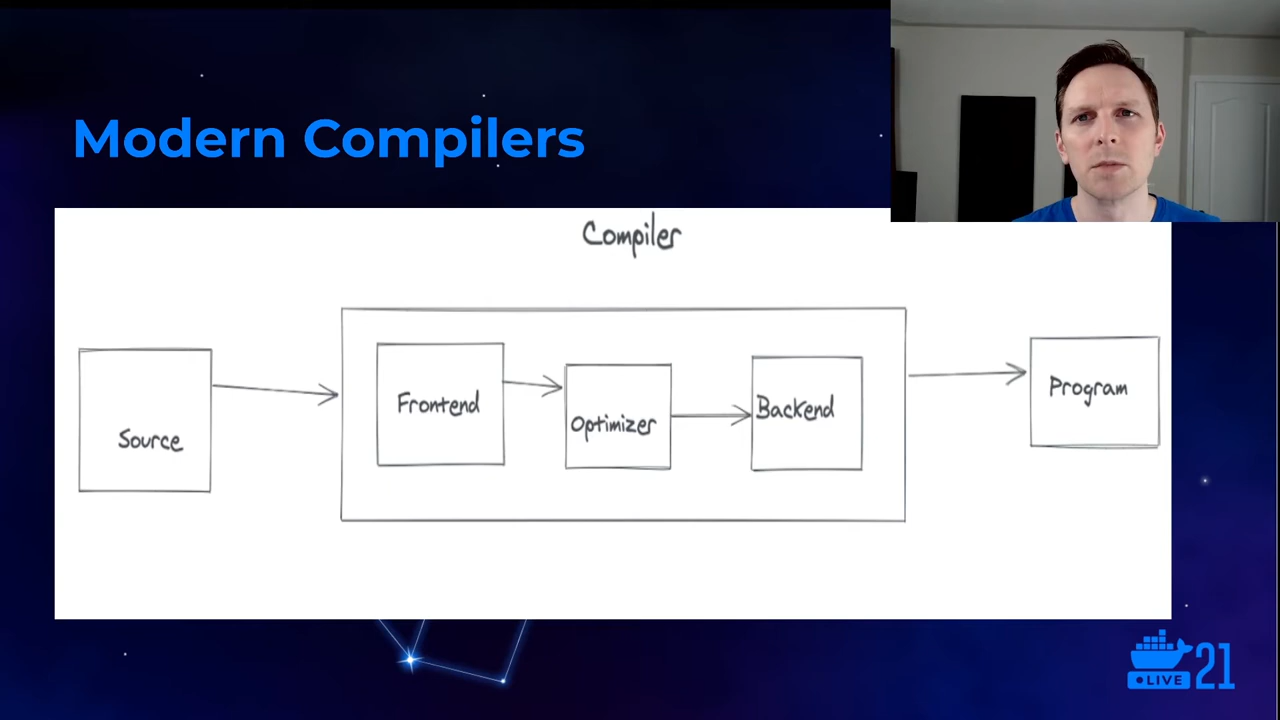 Modern Compilers
Compiler
Source
Frontend
Optimizer
Backend
Program
LIVE 21